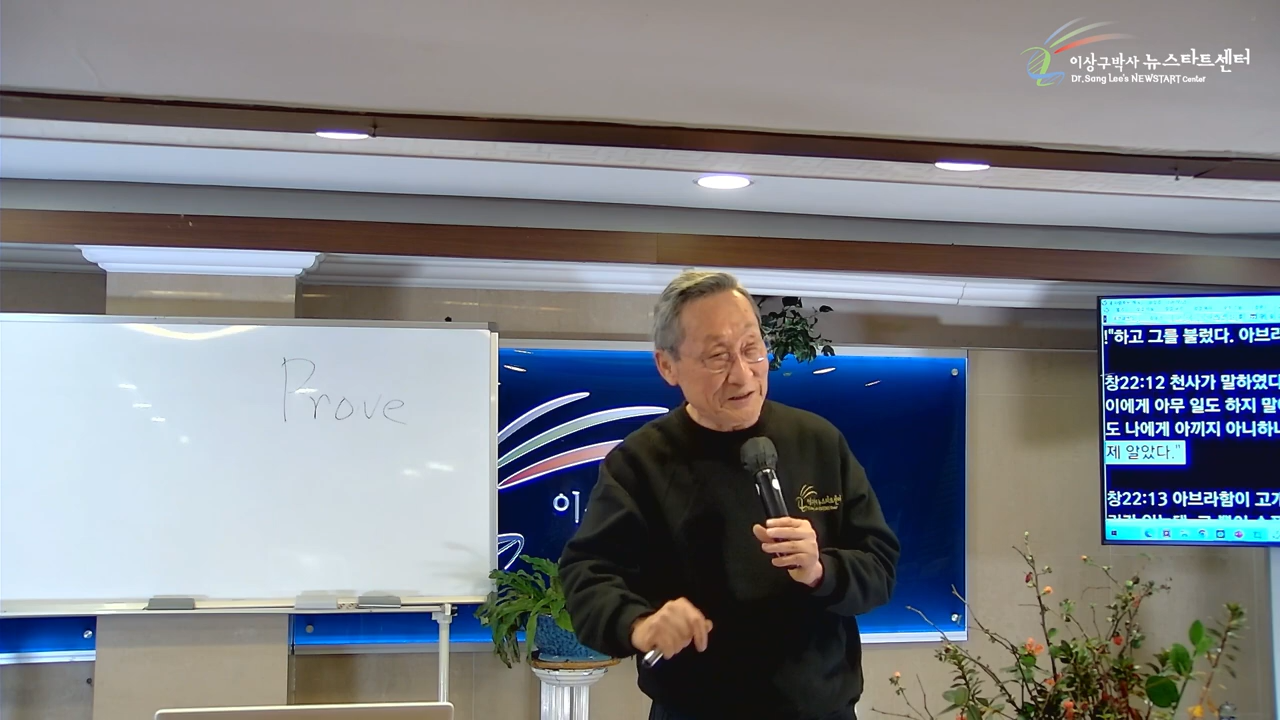 이상구박사 뉴스타트센터
Dr. Sang Lee's NEWSTART Center
Prove
!"하고 그를 불렀다. 아브라
창22:12 천사가 말하였다
이에게 아무 일도 하지 말아
도 나에게 아끼지 아니하니
제 알았다."
창22:13 아브라함이 고개
이